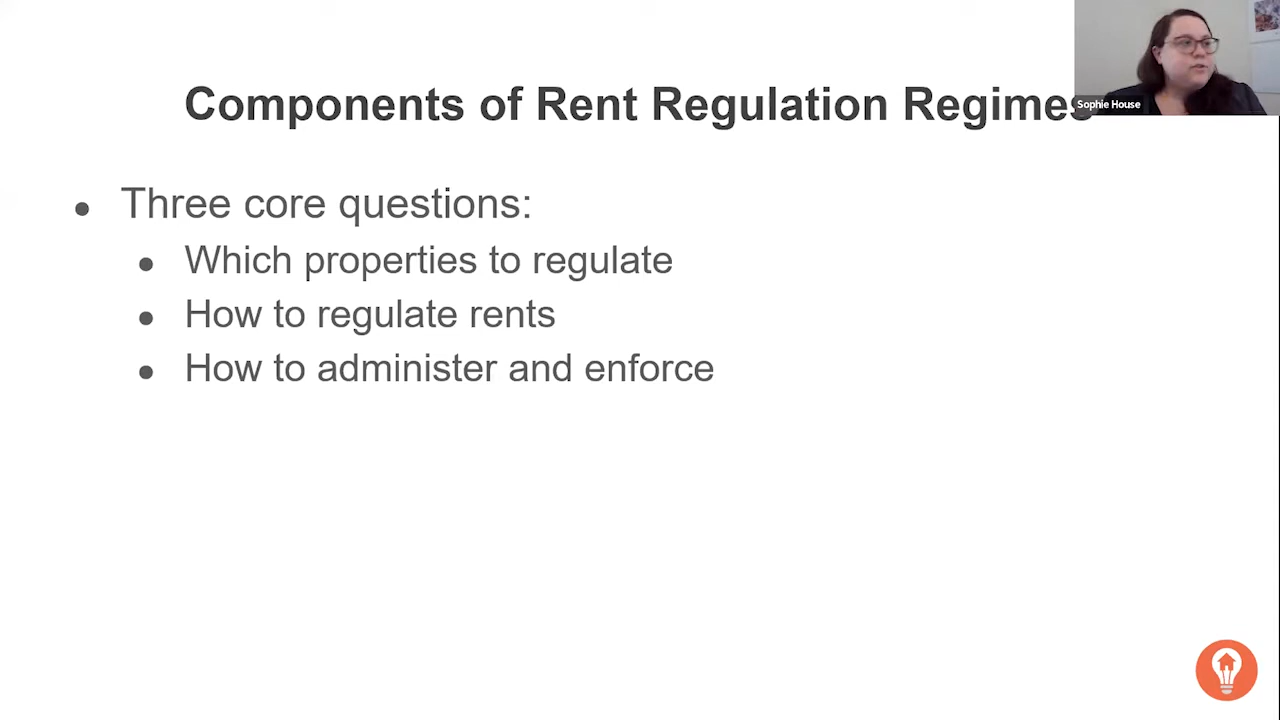 Components of Rent Regulation Regimes
Sophie House
● Three core questions:
● Which properties to regulate
● How to regulate rents
● How to administer and enforce